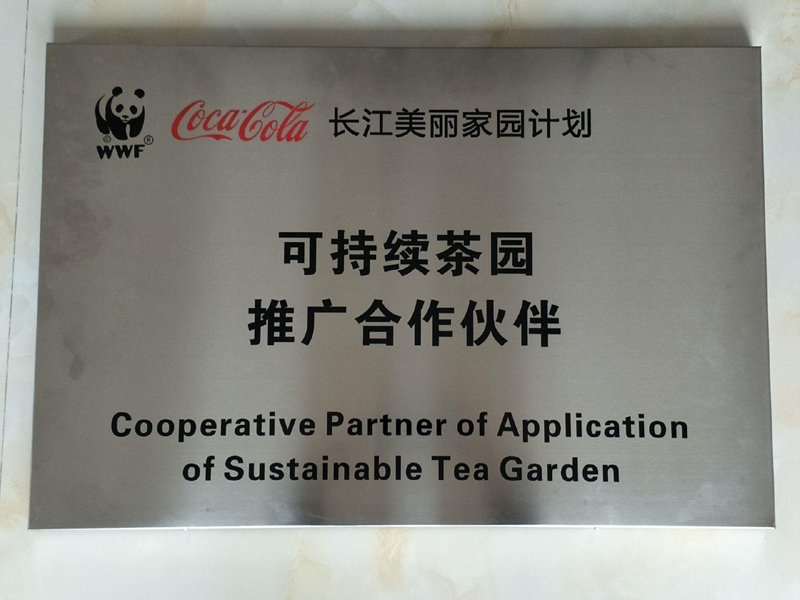 ©WWF® Coca-Cola 长江美丽家园计划
可持续茶园
推广合作伙伴
Cooperative Partner of Application
of Sustainable Tea Garden